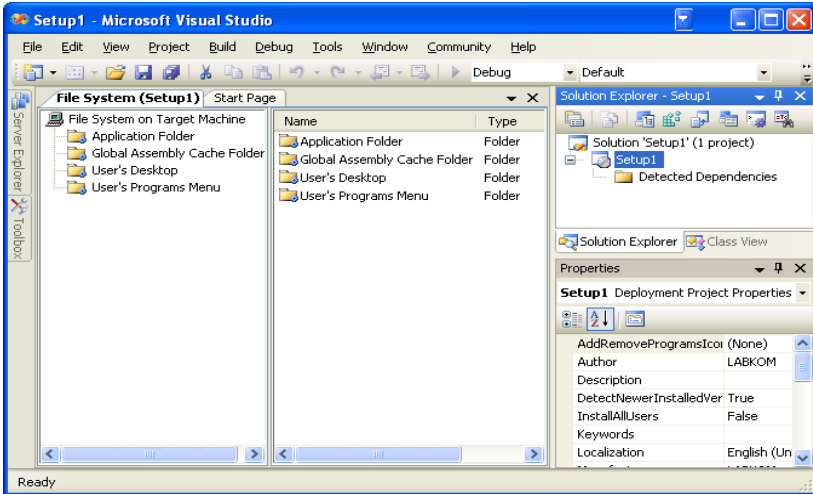 Setup1 - Microsoft Visual Studio
File Edit View Project Build Debug Tools Window Community Help
Debug Default
Server Explorer
Toolbox
File System (Setup1) Start Page
File System on Target Machine
Application Folder
Global Assembly Cache Folder
User's Desktop
User's Programs Menu
Name Type
Application Folder Folder
Global Assembly Cache Folder Folder
User's Desktop Folder
User's Programs Menu Folder
Solution Explorer - Setup1
Solution 'Setup1' (1 project)
Setup1
Detected Dependencies
Solution Explorer Class View
Properties
Setup1 Deployment Project Properties
AddRemoveProgramsIco (None)
Author LABKOM
Description
DetectNewerInstalledVer True
InstallAllUsers False
Keywords
Localization English (Un
Ready